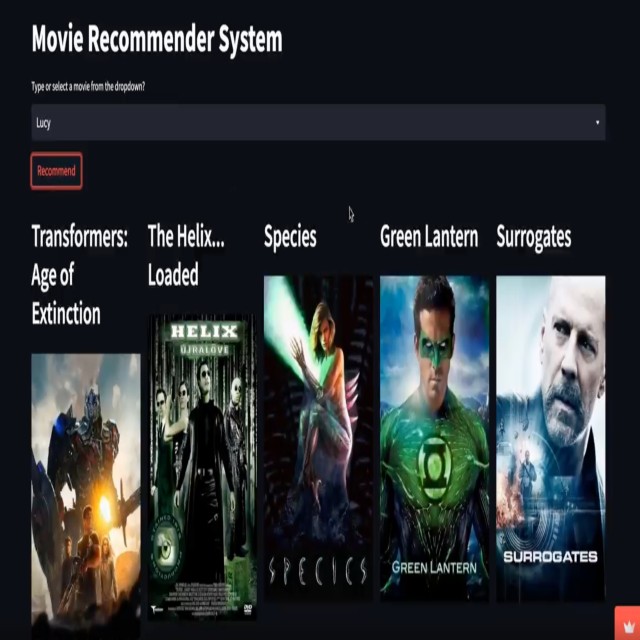 Movie Recommender System
Type or select a movie from the dropdown?
Lucy
Recommend
Transformers:
Age of
Extinction
The Helix...
Loaded
Species
Green Lantern
Surrogates
HELIX
ÚJRALÖVE
SPECIES
GREEN LANTERN
SURROGATES